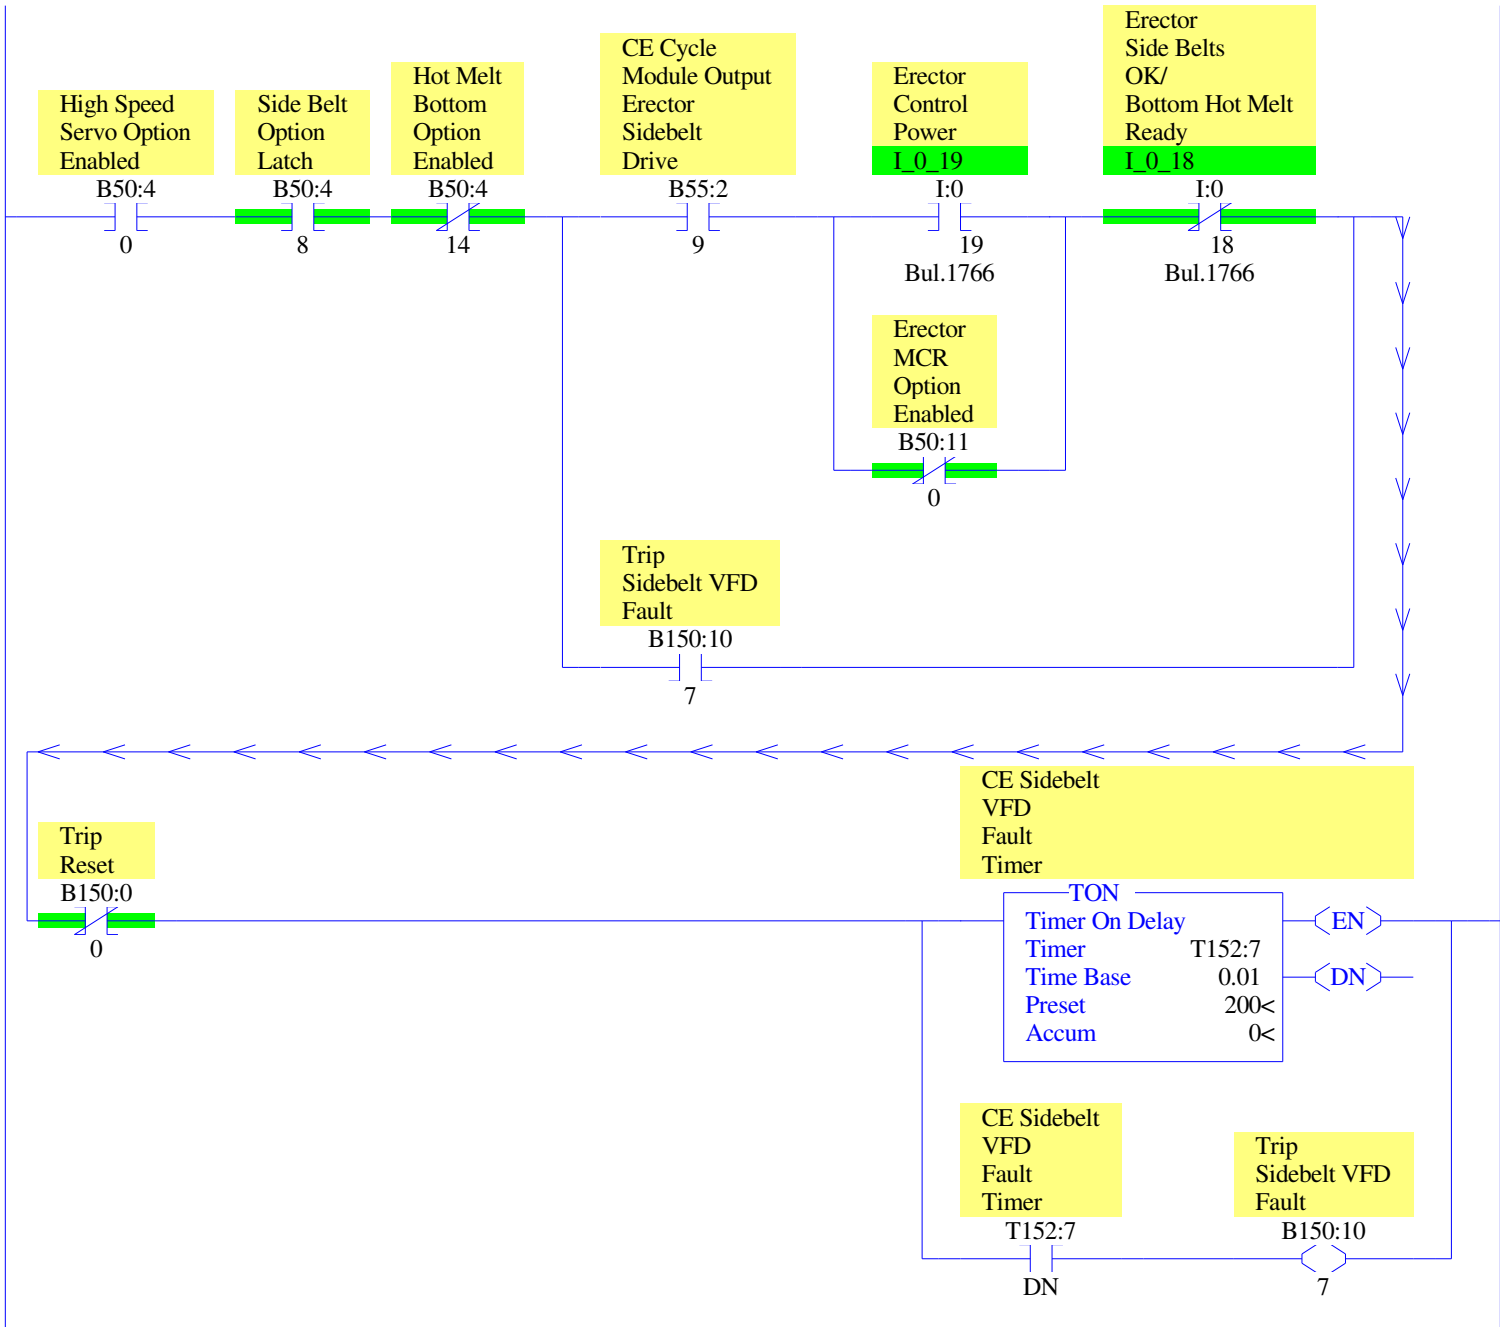 High Speed
Servo Option
Enabled
B50:4
0
Side Belt
Option
Latch
B50:4
8
Hot Melt
Bottom
Option
Enabled
B50:4
14
CE Cycle
Module Output
Erector
Sidebelt
Drive
B55:2
9
Erector
Control
Power
I_0_19
I:0
19
Bul.1766
Erector
Side Belts
OK/
Bottom Hot Melt
Ready
I_0_18
I:0
18
Bul.1766
Erector
MCR
Option
Enabled
B50:11
0
Trip
Sidebelt VFD
Fault
B150:10
7
Trip
Reset
B150:0
0
CE Sidebelt
VFD
Fault
Timer
TON
Timer On Delay
Timer T152:7
Time Base 0.01
Preset 200<
Accum 0<
EN
DN
CE Sidebelt
VFD
Fault
Timer
T152:7
DN
Trip
Sidebelt VFD
Fault
B150:10
7